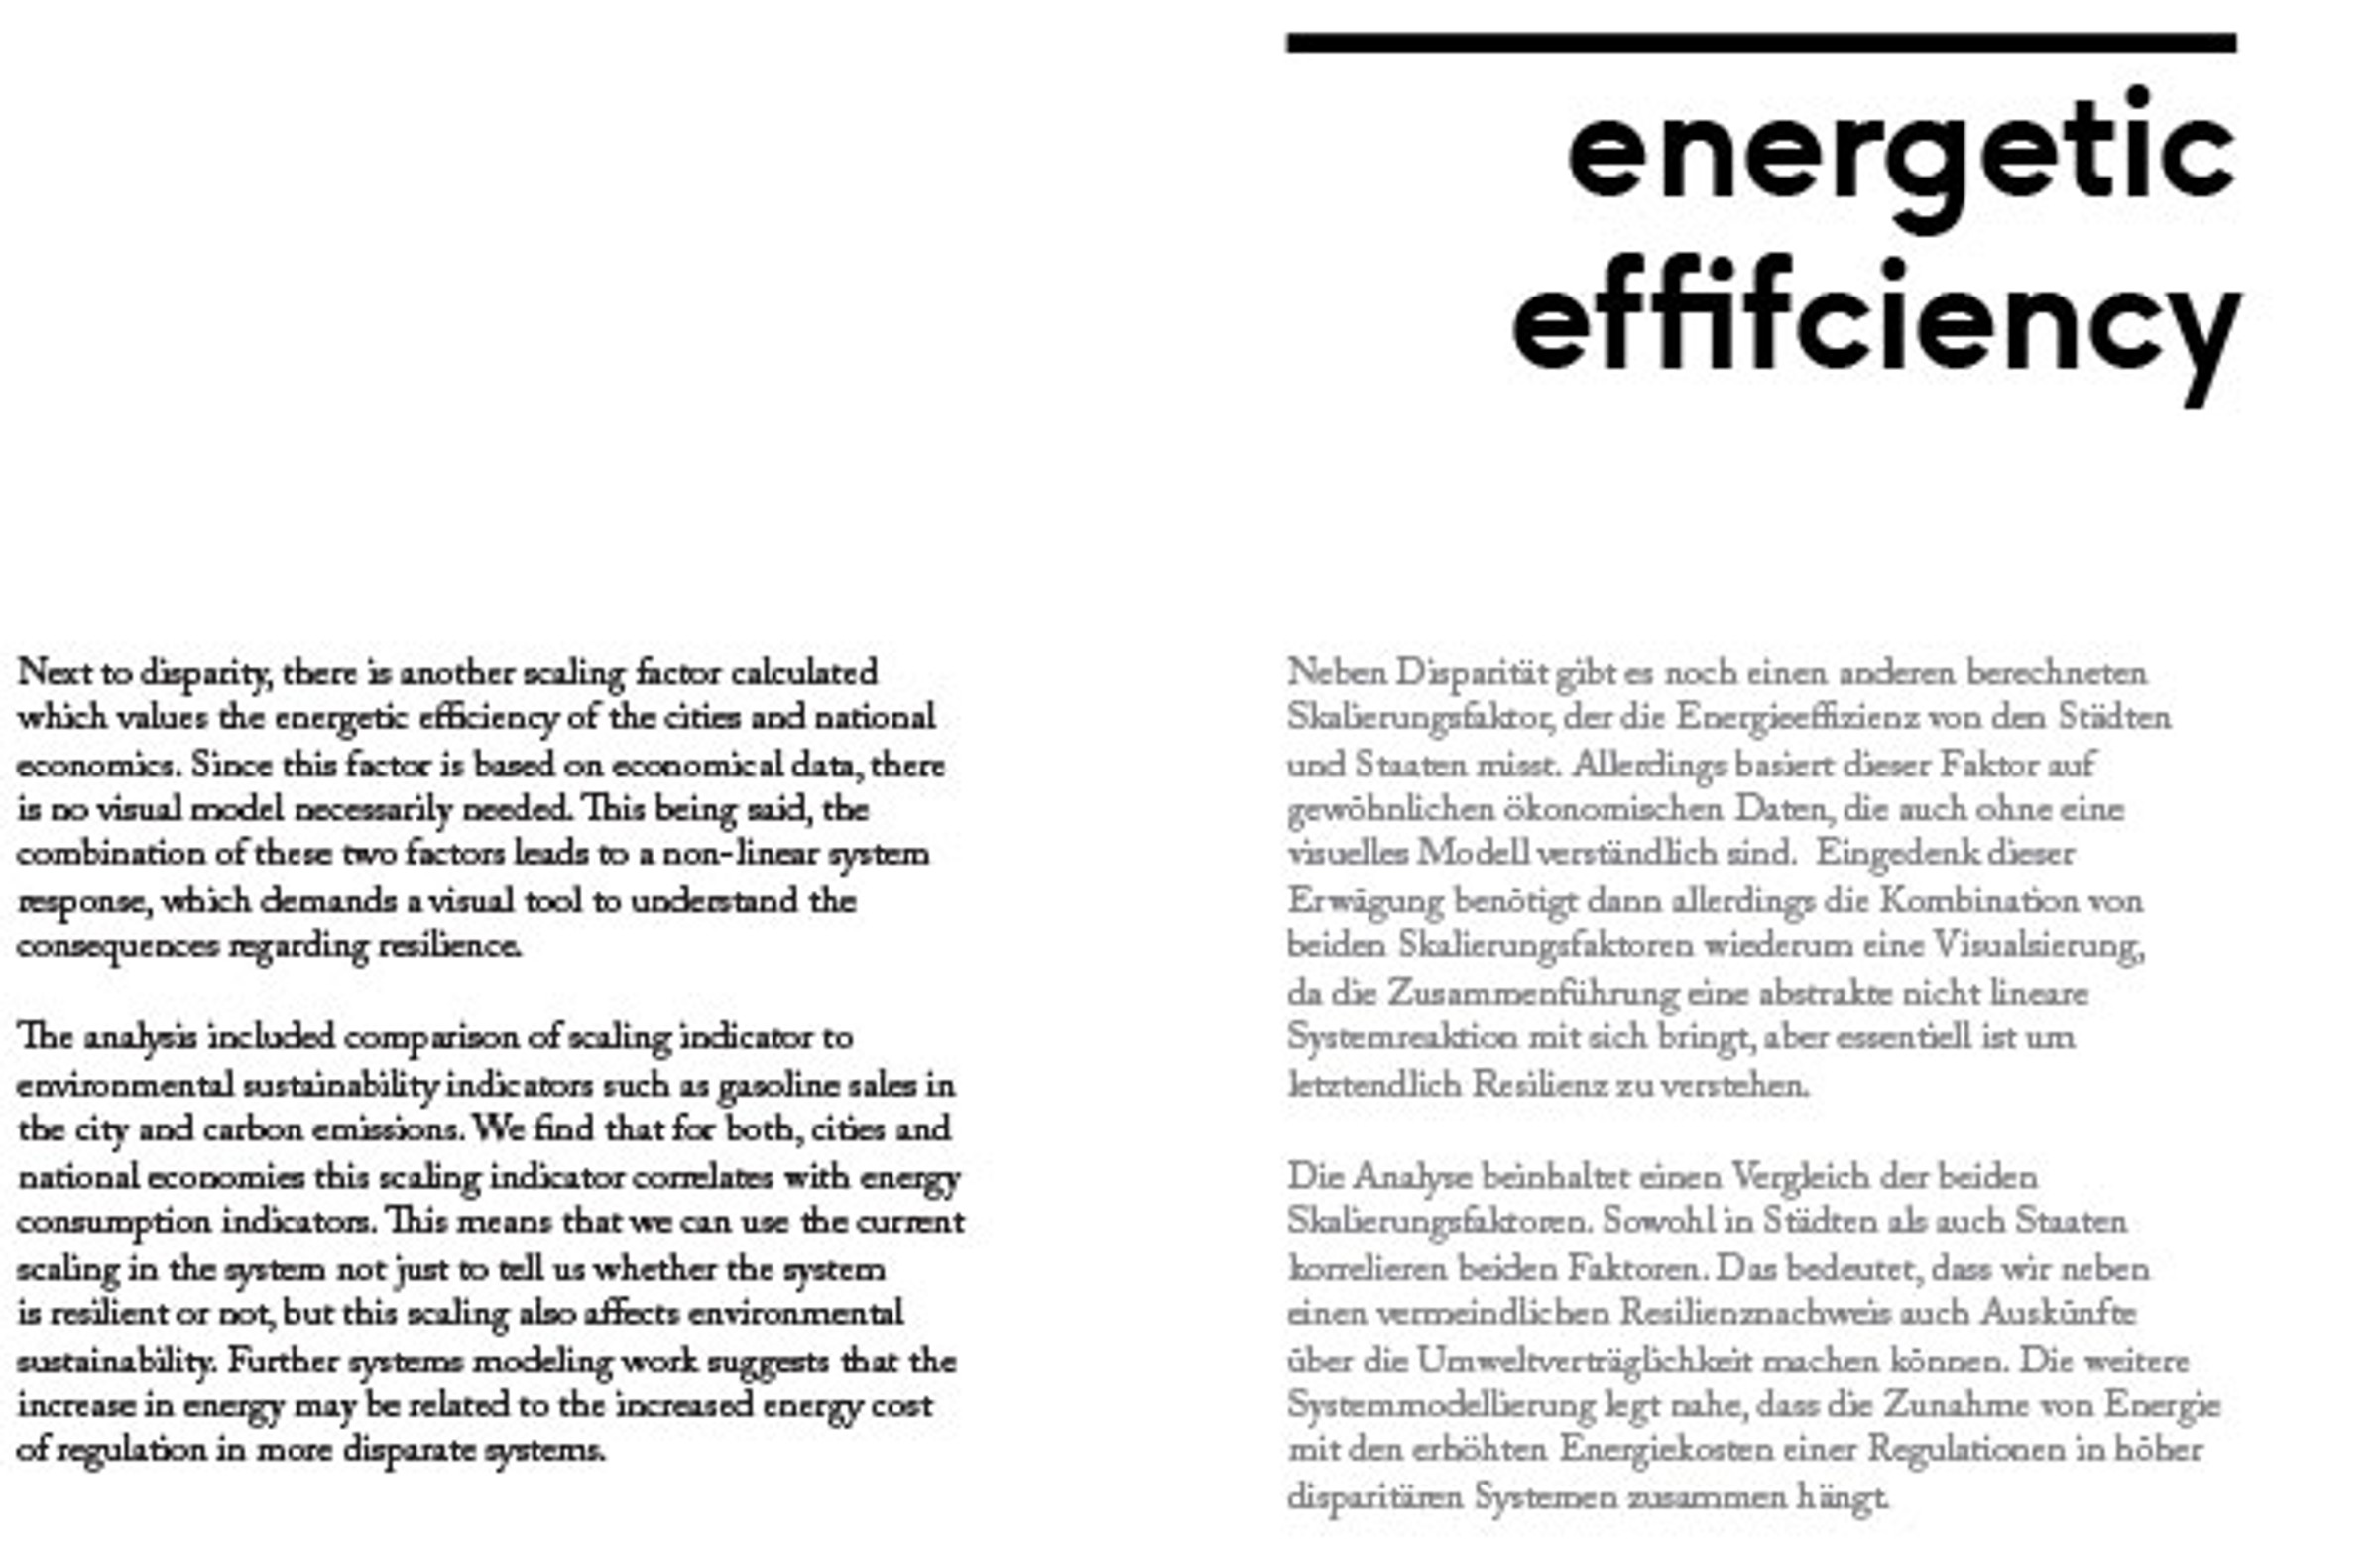 energetic
effifciency
Next to disparity, there is another scaling factor calculated
which values the energetic efficiency of the cities and national
economics. Since this factor is based on economical data, there
is no visual model necessarily needed. This being said, the
combination of these two factors leads to a non-linear system
response, which demands a visual tool to understand the
consequences regarding resilience.
The analysis included comparison of scaling indicator to
environmental sustainability indicators such as gasoline sales in
the city and carbon emissions. We find that for both, cities and
national economies this scaling indicator correlates with energy
consumption indicators. This means that we can use the current
scaling in the system not just to tell us whether the system
is resilient or not, but this scaling also affects environmental
sustainability. Further systems modeling work suggests that the
increase in energy may be related to the increased energy cost
of regulation in more disparate systems.
Neben Disparität gibt es noch einen anderen berechneten
Skalierungsfaktor, der die Energieeffizienz von den Städten
und Staaten misst. Allerdings basiert dieser Faktor auf
gewöhnlichen ökonomischen Daten, die auch ohne eine
visuelles Modell verständlich sind. Eingedenk dieser
Erwägung benötigt dann allerdings die Kombination von
beiden Skalierungsfaktoren wiederum eine Visualsierung,
da die Zusammenführung eine abstrakte nicht lineare
Systemreaktion mit sich bringt, aber essentiell ist um
letztendlich Resilienz zu verstehen.
Die Analyse beinhaltet einen Vergleich der beiden
Skalierungsfaktoren. Sowohl in Städten als auch Staaten
korrelieren beiden Faktoren. Das bedeutet, dass wir neben
einen vermeindlichen Resilienznachweis auch Auskünfte
über die Umweltverträglichkeit machen können. Die weitere
Systemmodellierung legt nahe, dass die Zunahme von Energie
mit den erhöhten Energiekosten einer Regulationen in höher
disparitären Systemen zusammen hängt.